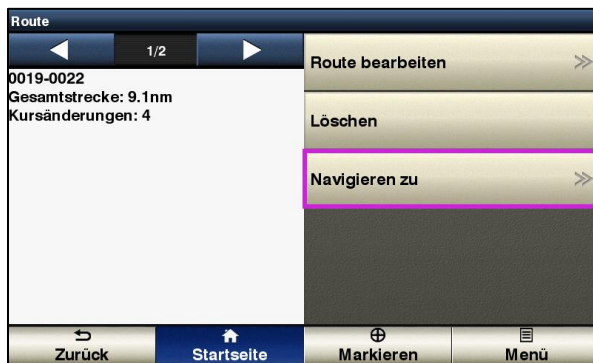 Route
1/2
0019-0022
Gesamtstrecke: 9.1nm
Kursänderungen: 4
Route bearbeiten
Löschen
Navigieren zu
Zurück
Startseite
Markieren
Menü